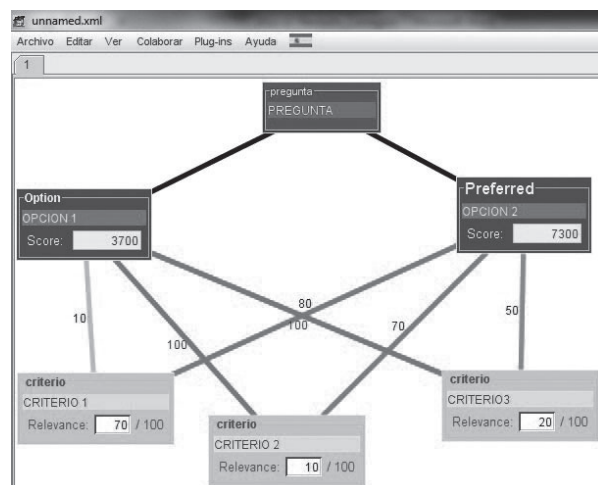 unnamed.xml
Archivo Editar Ver Colaborar Plug-ins Ayuda
1
pregunta
PREGUNTA
Option
OPCION 1
Score: 3700
Preferred
OPCION 2
Score: 7300
10
100
80
100
70
50
criterio
CRITERIO 1
Relevance: 70 / 100
criterio
CRITERIO 2
Relevance: 10 / 100
criterio
CRITERIO3
Relevance: 20 / 100